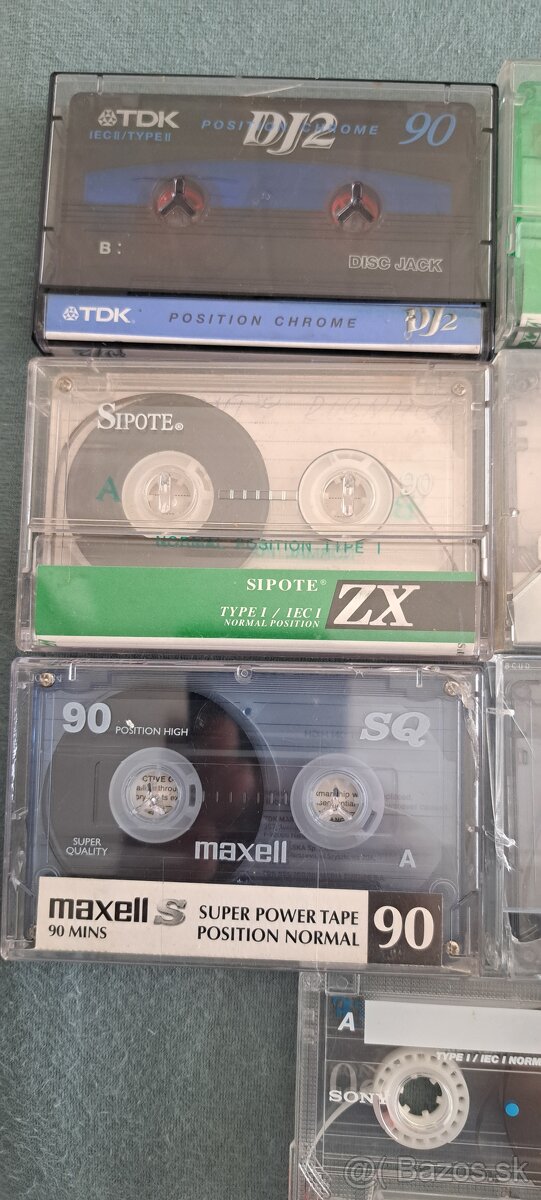 TDK POSITION CHROME DJ2 90
IECII/TYPE II
B:
DISC JACK
TDK POSITION CHROME DJ2
SIPOTE®
A 90
NORMAL POSITION TYPE I
SIPOTE® ZX
TYPE I / IEC I
NORMAL POSITION
90 POSITION HIGH SQ
SUPER
QUALITY
maxell A
maxell S SUPER POWER TAPE 90
90 MINS POSITION NORMAL
A
TYPE I / IEC I NORM
SONY
@(Bazos.sk